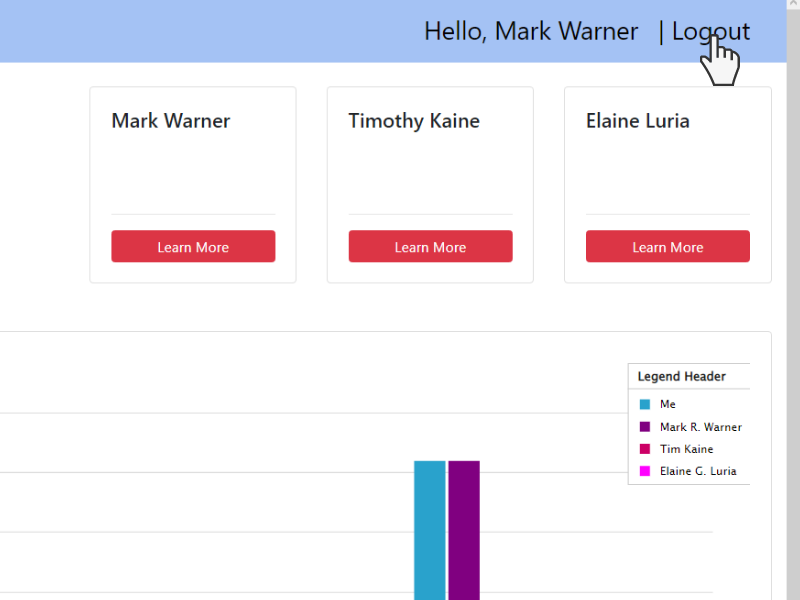 Hello, Mark Warner | Logout
Mark Warner
Timothy Kaine
Elaine Luria
Learn More
Learn More
Learn More
Legend Header
Me
Mark R. Warner
Tim Kaine
Elaine G. Luria